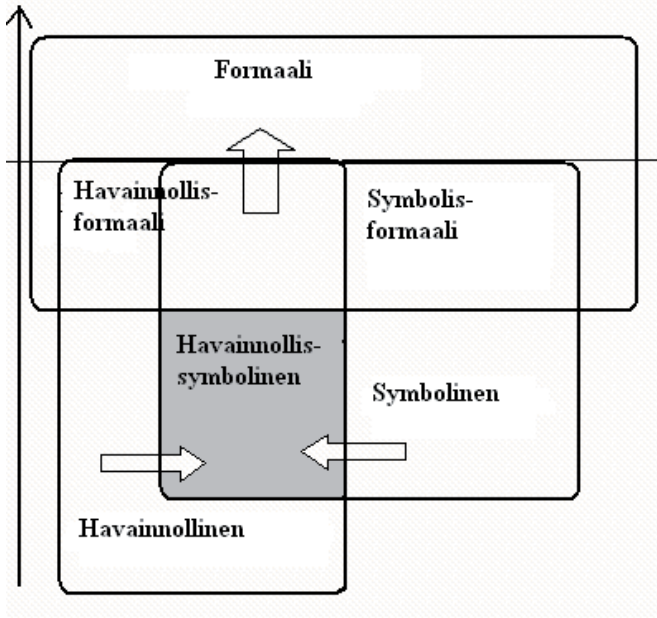 Formaali
Havainnollis-
formaali
Symbolis-
formaali
Havainnollis-
symbolinen
Symbolinen
Havainnollinen